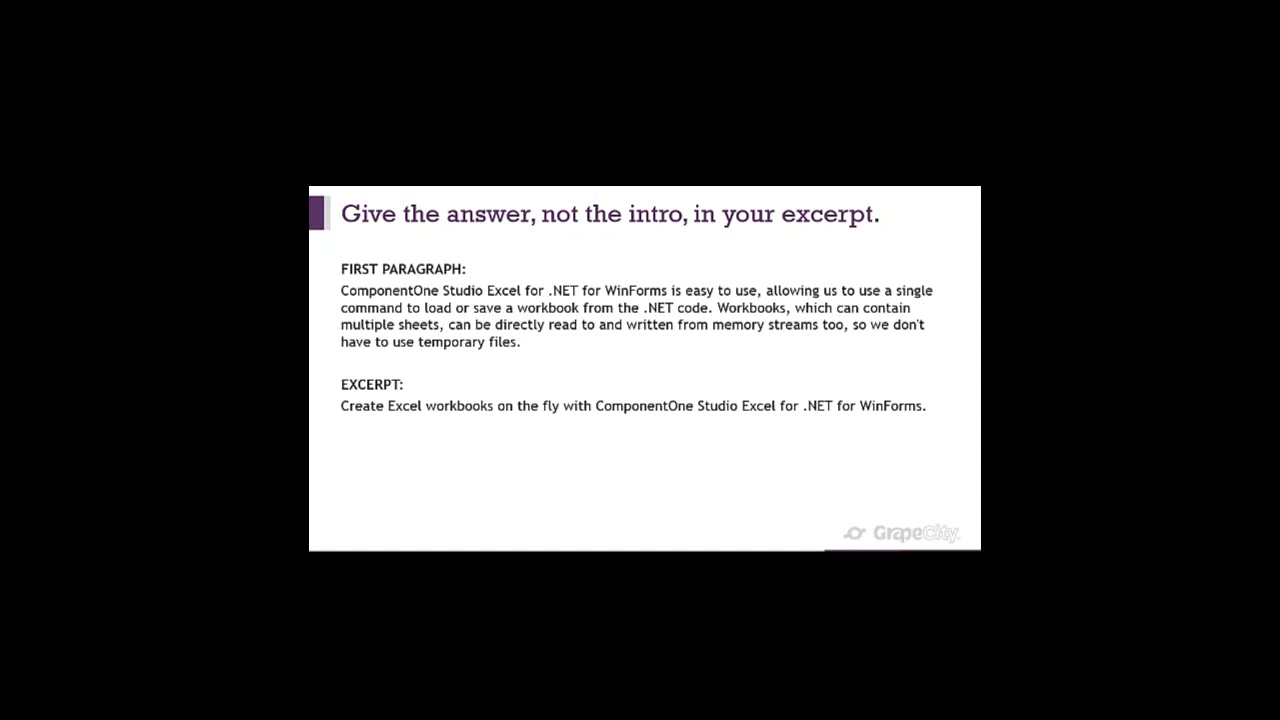 Give the answer, not the intro, in your excerpt.
FIRST PARAGRAPH:
ComponentOne Studio Excel for .NET for WinForms is easy to use, allowing us to use a single
command to load or save a workbook from the .NET code. Workbooks, which can contain
multiple sheets, can be directly read to and written from memory streams too, so we don't
have to use temporary files.
EXCERPT:
Create Excel workbooks on the fly with ComponentOne Studio Excel for .NET for WinForms.
GrapeCity